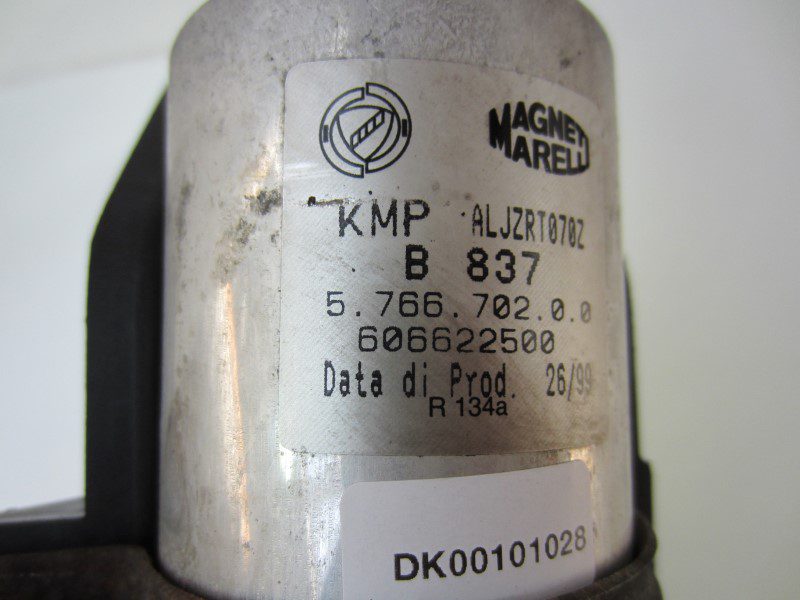 MAGNETI
MARELLI
KMP ALJZRT070Z
B 837
5.766.702.0.0
606622500
Data di Prod. 26/99
R 134a
DK00101028